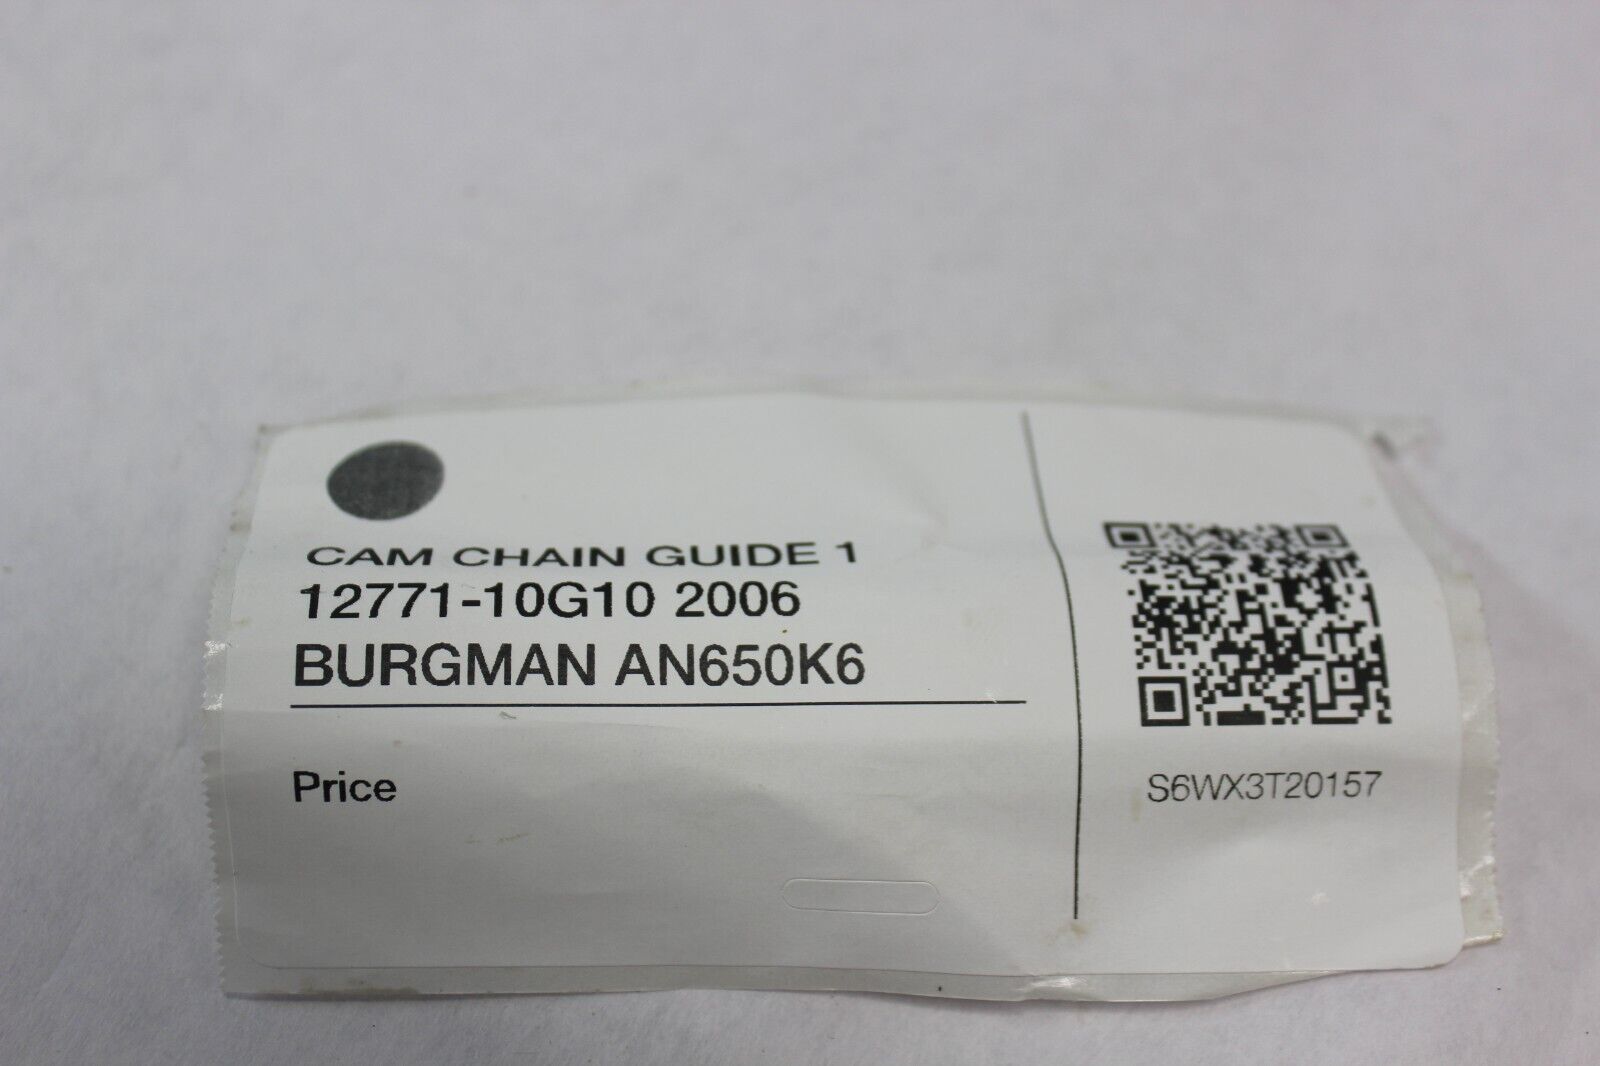 CAM CHAIN GUIDE 1
12771-10G10 2006
BURGMAN AN650K6
Price
S6WX3T20157